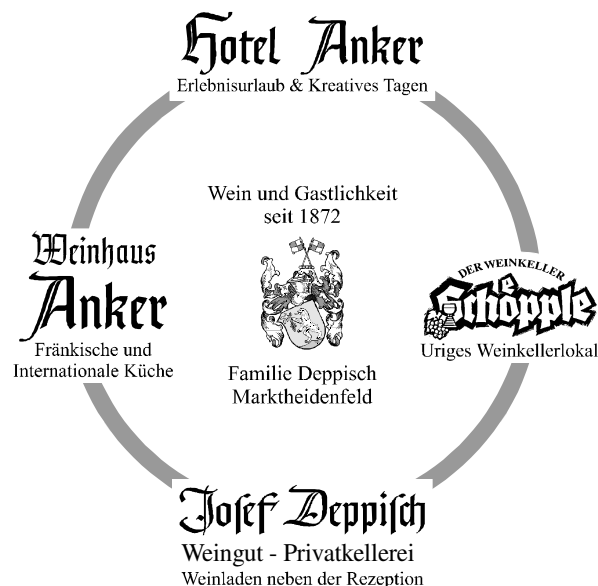 Hotel Anker
Erlebnisurlaub & Kreatives Tagen
Wein und Gastlichkeit
seit 1872
Weinhaus
Anker
Fränkische und
Internationale Küche
DER WEINKELLER
e Schöpple
Uriges Weinkellerlokal
Familie Deppisch
Marktheidenfeld
Joſef Deppiſch
Weingut - Privatkellerei
Weinladen neben der Rezeption